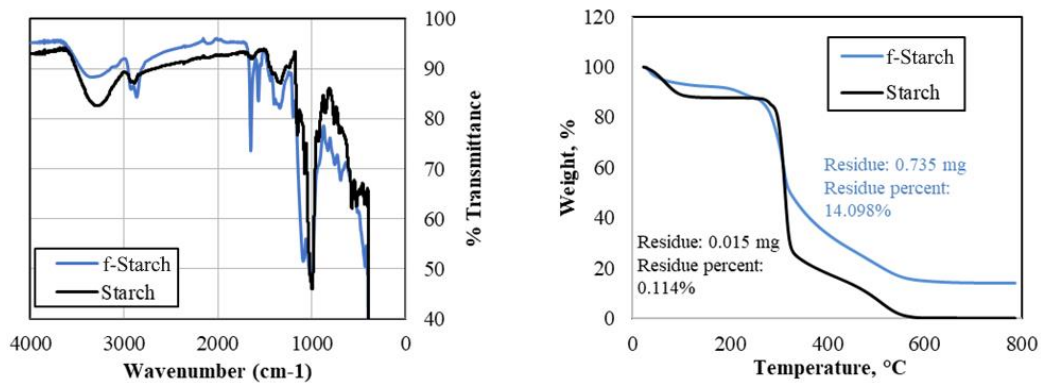 100
90
80
70
60
50
40
% Transmittance
f-Starch
Starch
4000 3000 2000 1000 0
Wavenumber (cm-1)
120
100
80
60
40
20
0
Weight, %
f-Starch
Starch
Residue: 0.735 mg
Residue percent:
14.098%
Residue: 0.015 mg
Residue percent:
0.114%
0 200 400 600 800
Temperature, °C